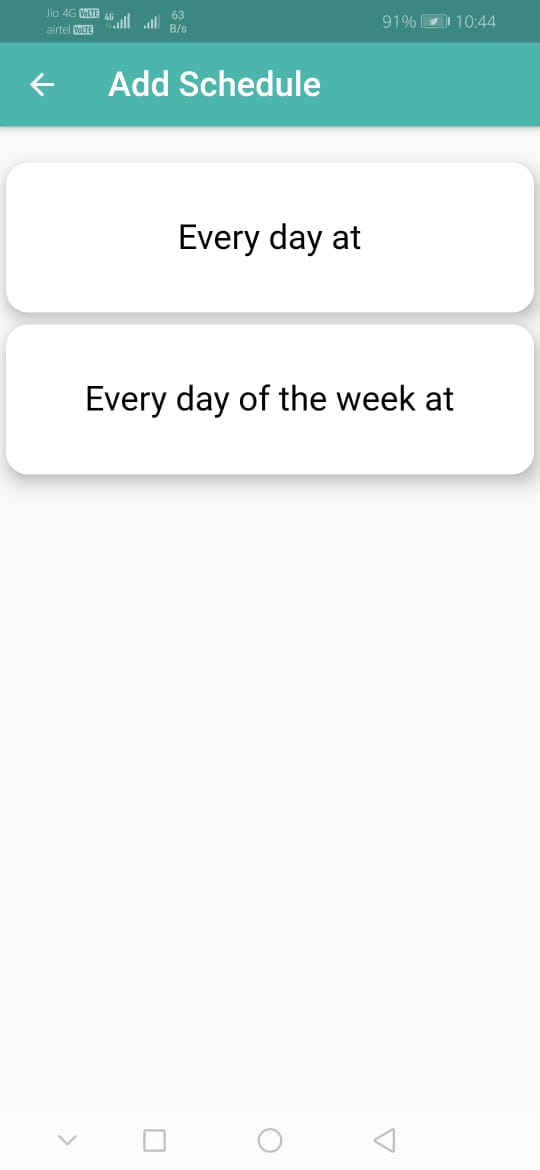 Jio 4G VoLTE 4G 63 91% 10:44
airtel VoLTE B/s
Add Schedule
Every day at
Every day of the week at